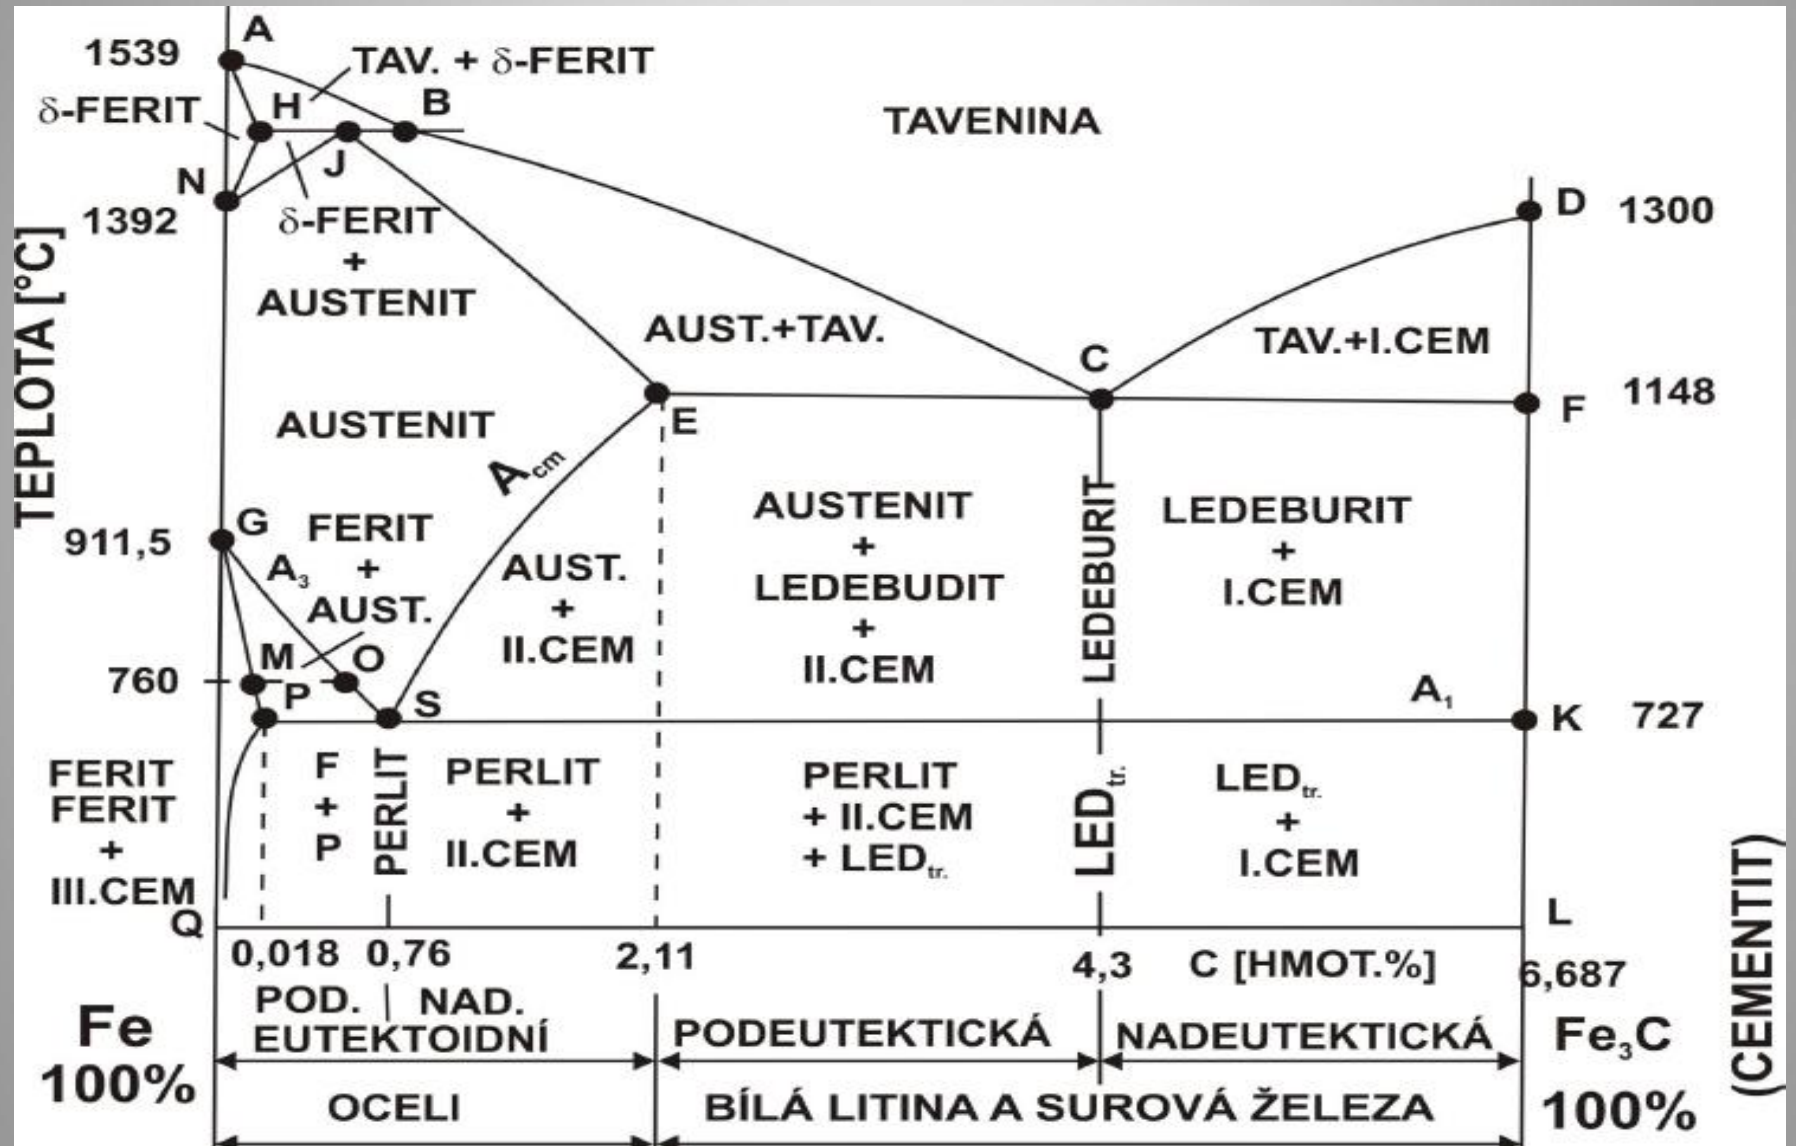 A
1539
TAV. + δ-FERIT
δ-FERIT
H
B
TAVENINA
J
N
1392
δ-FERIT
+
AUSTENIT
D
1300
TEPLOTA [°C]
AUST.+TAV.
TAV.+I.CEM
C
1148
F
E
AUSTENIT
Acm
G
911,5
FERIT
+
AUST.
A3
AUST.
+
II.CEM
AUSTENIT
+
LEDEBUDIT
+
II.CEM
LEDEBURIT
LEDEBURIT
+
I.CEM
M
O
760
P
S
A1
K
727
FERIT
FERIT
+
III.CEM
F
+
P
PERLIT
PERLIT
+
II.CEM
PERLIT
+ II.CEM
+ LEDtr.
LEDtr.
LEDtr.
+
I.CEM
(CEMENTIT)
Q
L
0,018
0,76
2,11
4,3
C [HMOT.%]
6,687
Fe
100%
POD. | NAD.
EUTEKTOIDNÍ
PODEUTEKTICKÁ
NADEUTEKTICKÁ
Fe3C
100%
OCELI
BÍLÁ LITINA A SUROVÁ ŽELEZA